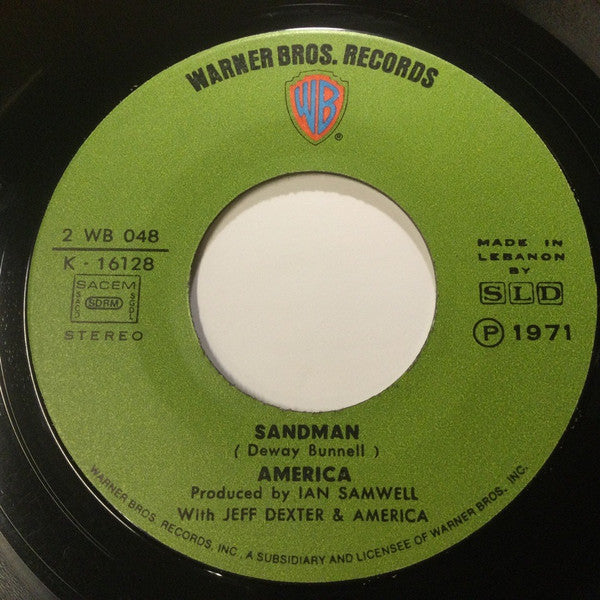 WARNER BROS. RECORDS
WB
®
2 WB 048
K - 16128
SACEM
SACD SDRM SGDL
STEREO
MADE IN
LEBANON
BY
SLD
Ⓟ 1971
SANDMAN
( Deway Bunnell )
AMERICA
Produced by IAN SAMWELL
With JEFF DEXTER & AMERICA
WARNER BROS. RECORDS, INC., A SUBSIDIARY AND LICENSEE OF WARNER BROS. INC.